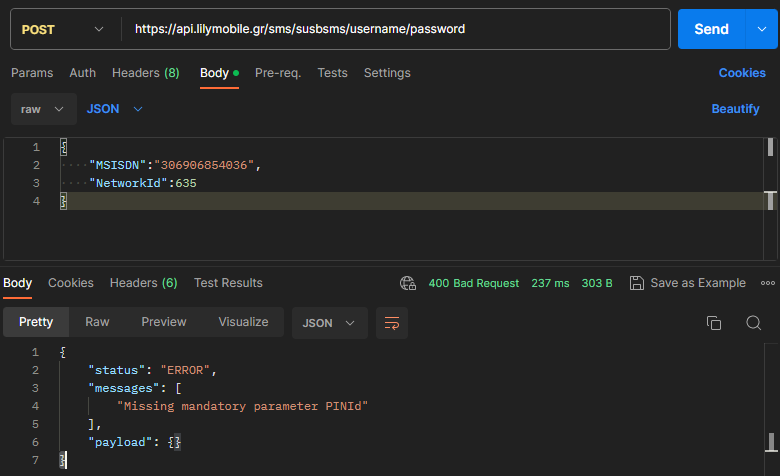 POST https://api.lilymobile.gr/sms/susbsms/username/password Send
Params Auth Headers (8) Body Pre-req. Tests Settings Cookies
raw JSON Beautify
1 {
2 "MSISDN":"306906854036",
3 "NetworkId":635
4 }
Body Cookies Headers (6) Test Results 400 Bad Request 237 ms 303 B Save as Example
Pretty Raw Preview Visualize JSON
1 {
2 "status": "ERROR",
3 "messages": [
4 "Missing mandatory parameter PINId"
5 ],
6 "payload": {}
7 }